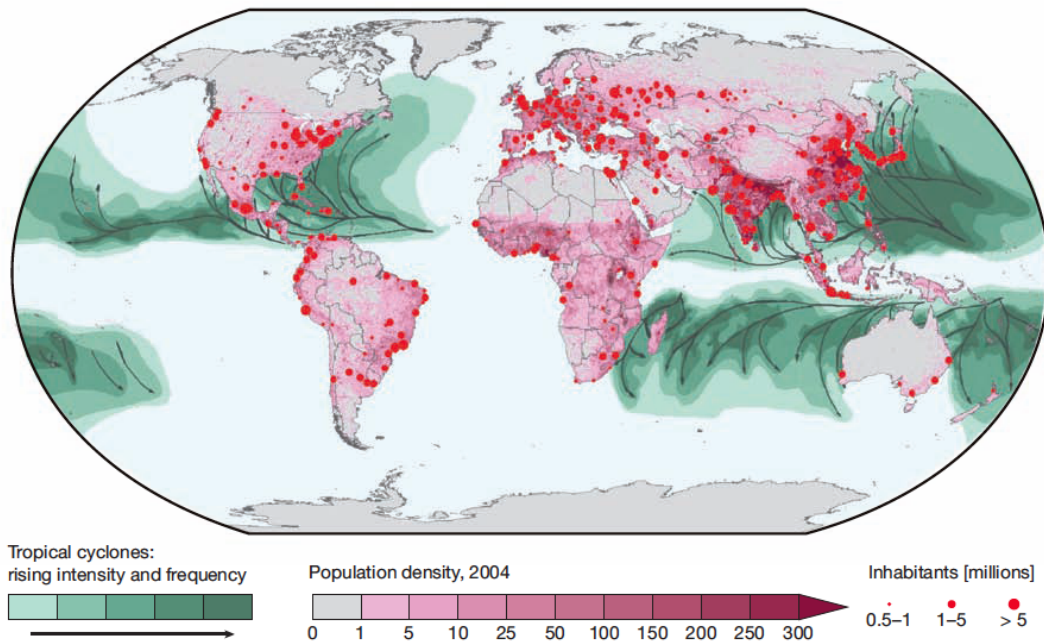 Tropical cyclones:
rising intensity and frequency
Population density, 2004
0 1 5 10 25 50 100 150 200 250 300
Inhabitants [millions]
0.5–1 1–5 > 5